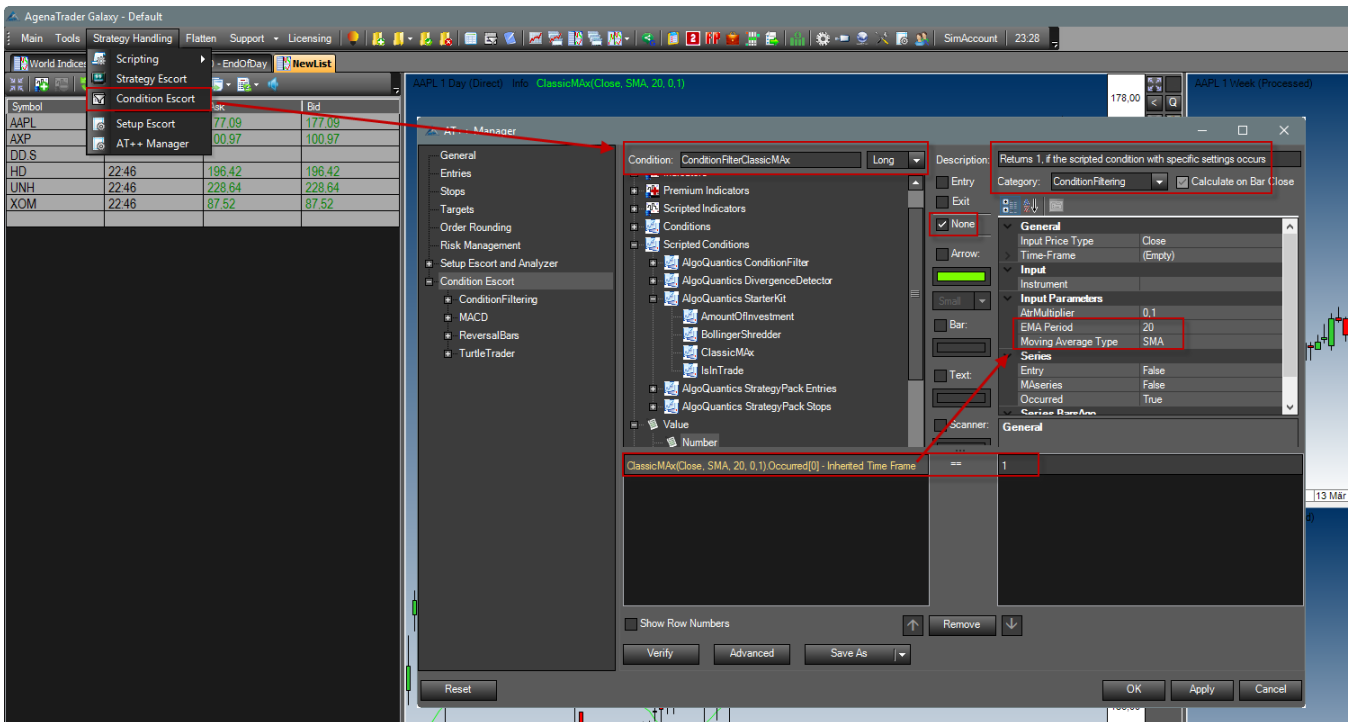 AgenaTrader Galaxy - Default
Main Tools Strategy Handling Flatten Support Licensing SimAccount 23:28
World Indices - EndOfDay NewList
Scripting
Strategy Escort
Condition Escort
Setup Escort
AT++ Manager
Symbol Ask Bid
AAPL 177.09 177.09
AXP 100.97 100.97
DD.S
HD 22:46 196.42 196.42
UNH 22:46 228.64 228.64
XOM 22:46 87.52 87.52
AAPL 1 Day (Direct) Info ClassicMAx(Close, SMA, 20, 0,1)
178,00
< Q
AAPL 1 Week (Processed)
AT++ Manager
General
Entries
Stops
Targets
Order Rounding
Risk Management
Setup Escort and Analyzer
Condition Escort
ConditionFiltering
MACD
ReversalBars
TurtleTrader
Condition: ConditionFilterClassicMAx Long
Premium Indicators
Scripted Indicators
Conditions
Scripted Conditions
AlgoQuantics ConditionFilter
AlgoQuantics DivergenceDetector
AlgoQuantics StarterKit
AmountOfInvestment
BollingerShredder
ClassicMAx
IsInTrade
AlgoQuantics StrategyPack Entries
AlgoQuantics StrategyPack Stops
Value
Number
Description: Returns 1, if the scripted condition with specific settings occurs
Entry
Exit
None
Arrow:
Small
Bar:
Text:
Scanner:
...
Category: ConditionFiltering Calculate on Bar Close
General
Input Price Type Close
Time-Frame (Empty)
Input
Instrument
Input Parameters
AtrMultiplier 0,1
EMA Period 20
Moving Average Type SMA
Series
Entry False
MAseries False
Occurred True
Series BarsAgo
General
ClassicMAx(Close, SMA, 20, 0,1).Occurred[0] - Inherited Time Frame == 1
13 Mär
Show Row Numbers
Remove
Verify Advanced Save As
Reset OK Apply Cancel